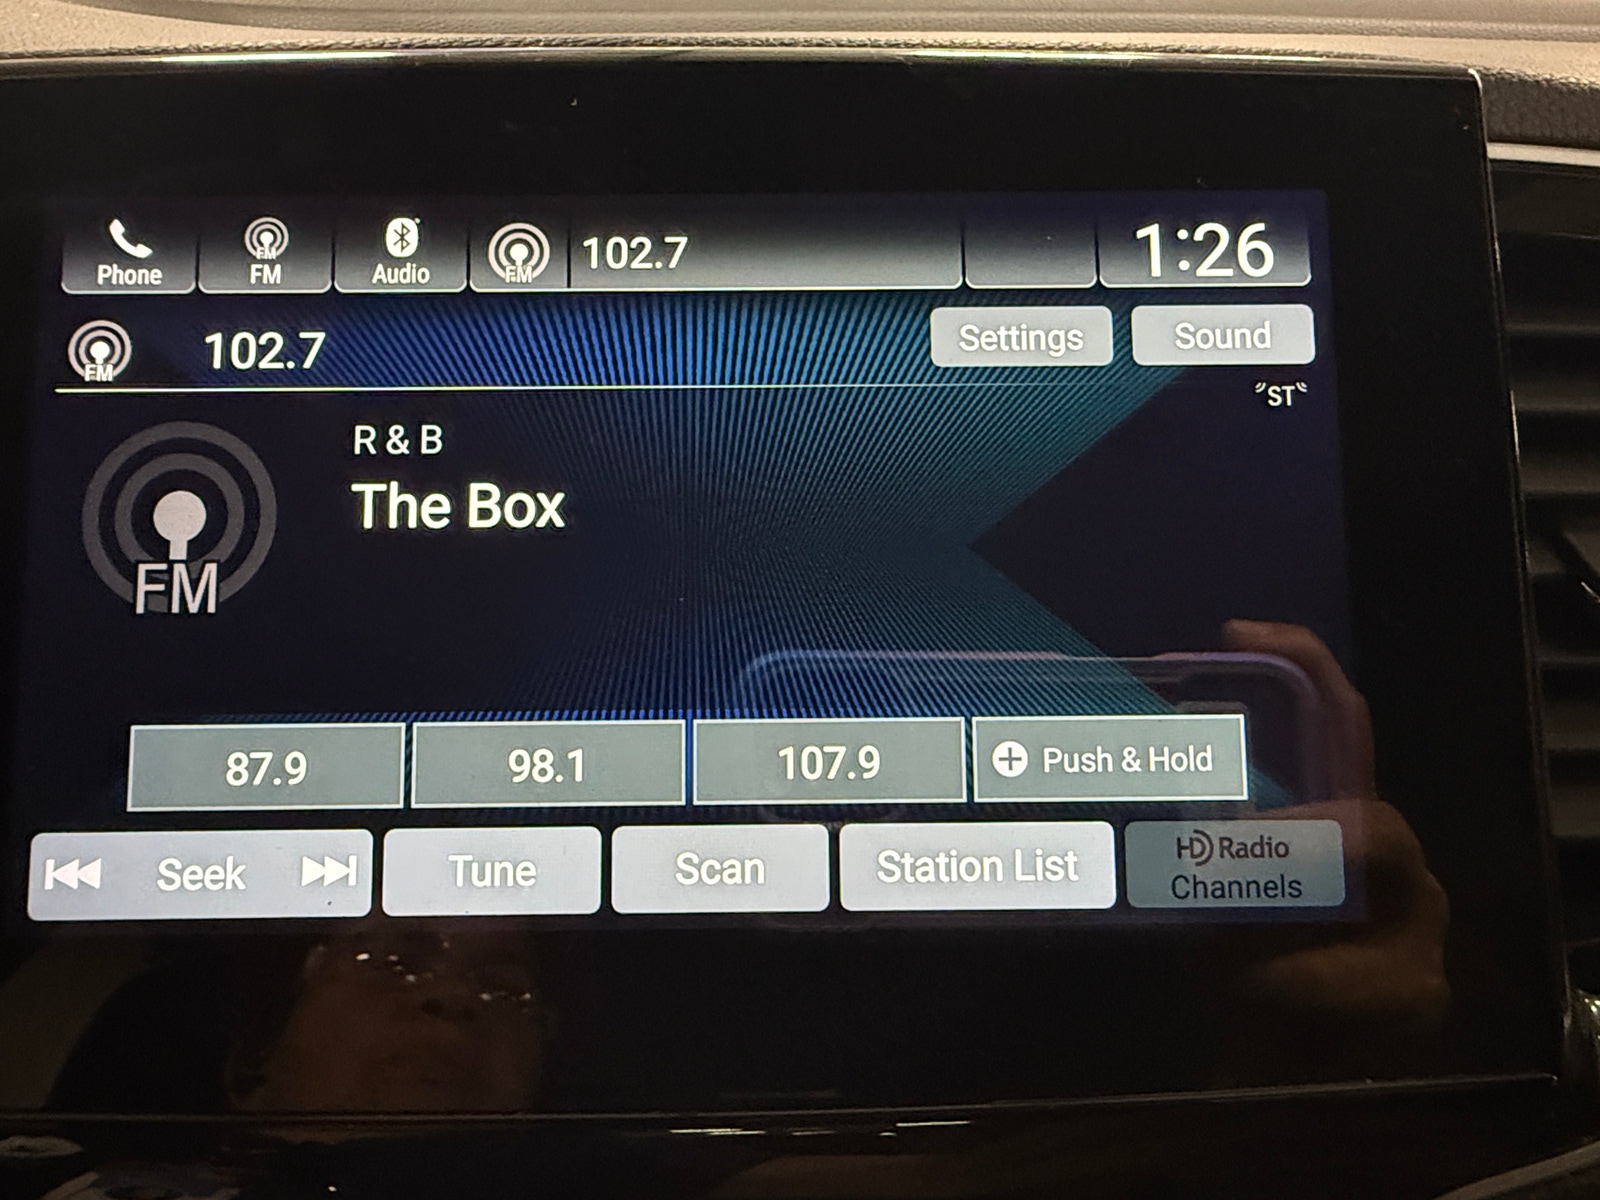 Phone
FM
FM
Audio
FM
102.7
1:26
FM
102.7
Settings
Sound
ST
R & B
The Box
FM
87.9
98.1
107.9
Push & Hold
Seek
Tune
Scan
Station List
HD Radio
Channels